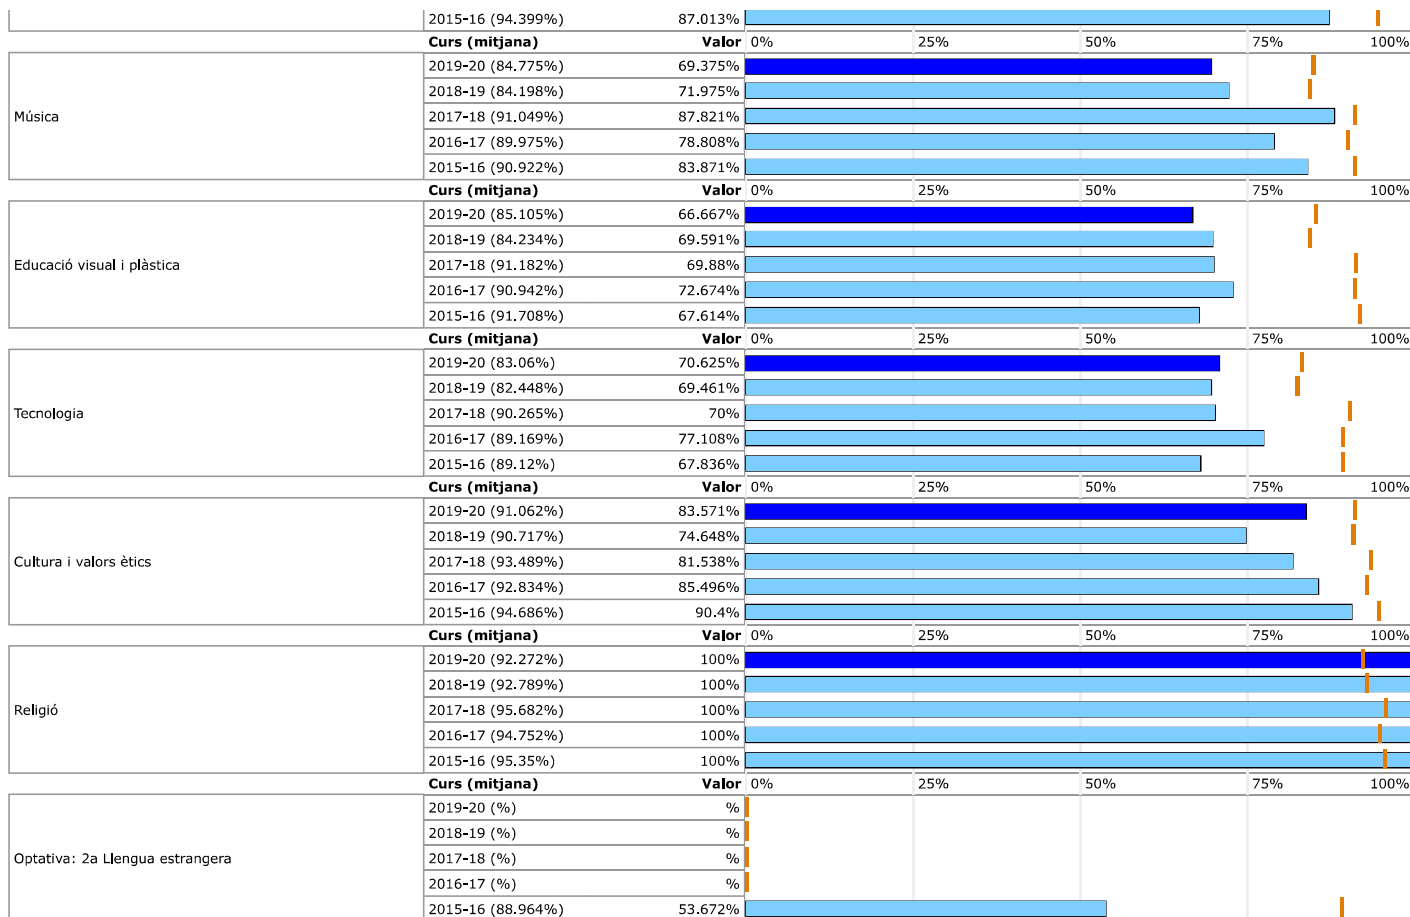 2015-16 (94.399%) 87.013%
Curs (mitjana) Valor 0% 25% 50% 75% 100%
2019-20 (84.775%) 69.375%
2018-19 (84.198%) 71.975%
Música 2017-18 (91.049%) 87.821%
2016-17 (89.975%) 78.808%
2015-16 (90.922%) 83.871%
Curs (mitjana) Valor 0% 25% 50% 75% 100%
2019-20 (85.105%) 66.667%
2018-19 (84.234%) 69.591%
Educació visual i plàstica 2017-18 (91.182%) 69.88%
2016-17 (90.942%) 72.674%
2015-16 (91.708%) 67.614%
Curs (mitjana) Valor 0% 25% 50% 75% 100%
2019-20 (83.06%) 70.625%
2018-19 (82.448%) 69.461%
Tecnologia 2017-18 (90.265%) 70%
2016-17 (89.169%) 77.108%
2015-16 (89.12%) 67.836%
Curs (mitjana) Valor 0% 25% 50% 75% 100%
2019-20 (91.062%) 83.571%
2018-19 (90.717%) 74.648%
Cultura i valors ètics 2017-18 (93.489%) 81.538%
2016-17 (92.834%) 85.496%
2015-16 (94.686%) 90.4%
Curs (mitjana) Valor 0% 25% 50% 75% 100%
2019-20 (92.272%) 100%
2018-19 (92.789%) 100%
Religió 2017-18 (95.682%) 100%
2016-17 (94.752%) 100%
2015-16 (95.35%) 100%
Curs (mitjana) Valor 0% 25% 50% 75% 100%
2019-20 (%) %
2018-19 (%) %
Optativa: 2a Llengua estrangera 2017-18 (%) %
2016-17 (%) %
2015-16 (88.964%) 53.672%